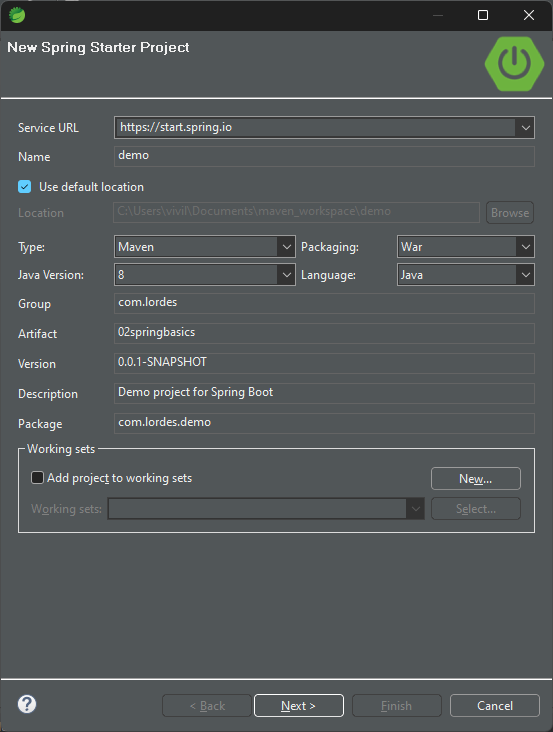 New Spring Starter Project
Service URL https://start.spring.io
Name demo
Use default location
Location C:\Users\vivil\Documents\maven_workspace\demo Browse
Type: Maven Packaging: War
Java Version: 8 Language: Java
Group com.lordes
Artifact 02springbasics
Version 0.0.1-SNAPSHOT
Description Demo project for Spring Boot
Package com.lordes.demo
Working sets
Add project to working sets New...
Working sets: Select...
? < Back Next > Finish Cancel